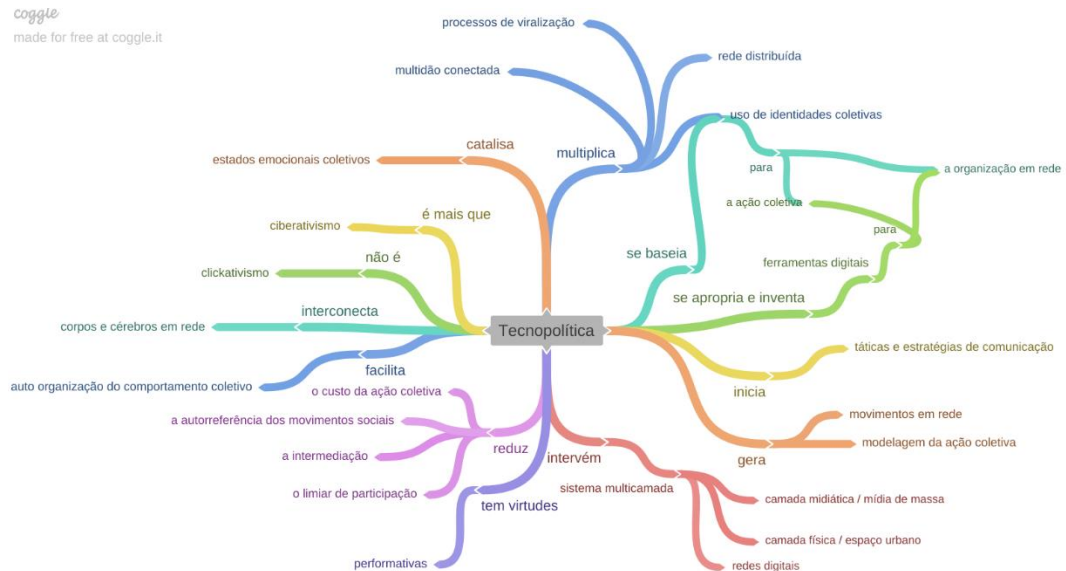 coggle
made for free at coggle.it
processos de viralização
multidão conectada
rede distribuída
uso de identidades coletivas
catalisa
multiplica
estados emocionais coletivos
para
a organização em rede
a ação coletiva
é mais que
ciberativismo
para
não é
se baseia
ferramentas digitais
clickativismo
se apropria e inventa
interconecta
corpos e cérebros em rede
Tecnopolítica
táticas e estratégias de comunicação
facilita
auto organização do comportamento coletivo
o custo da ação coletiva
inicia
a autorreferência dos movimentos sociais
movimentos em rede
reduz
modelagem da ação coletiva
a intermediação
intervém
gera
o limiar de participação
sistema multicamada
tem virtudes
camada midiática / mídia de massa
camada física / espaço urbano
performativas
redes digitais